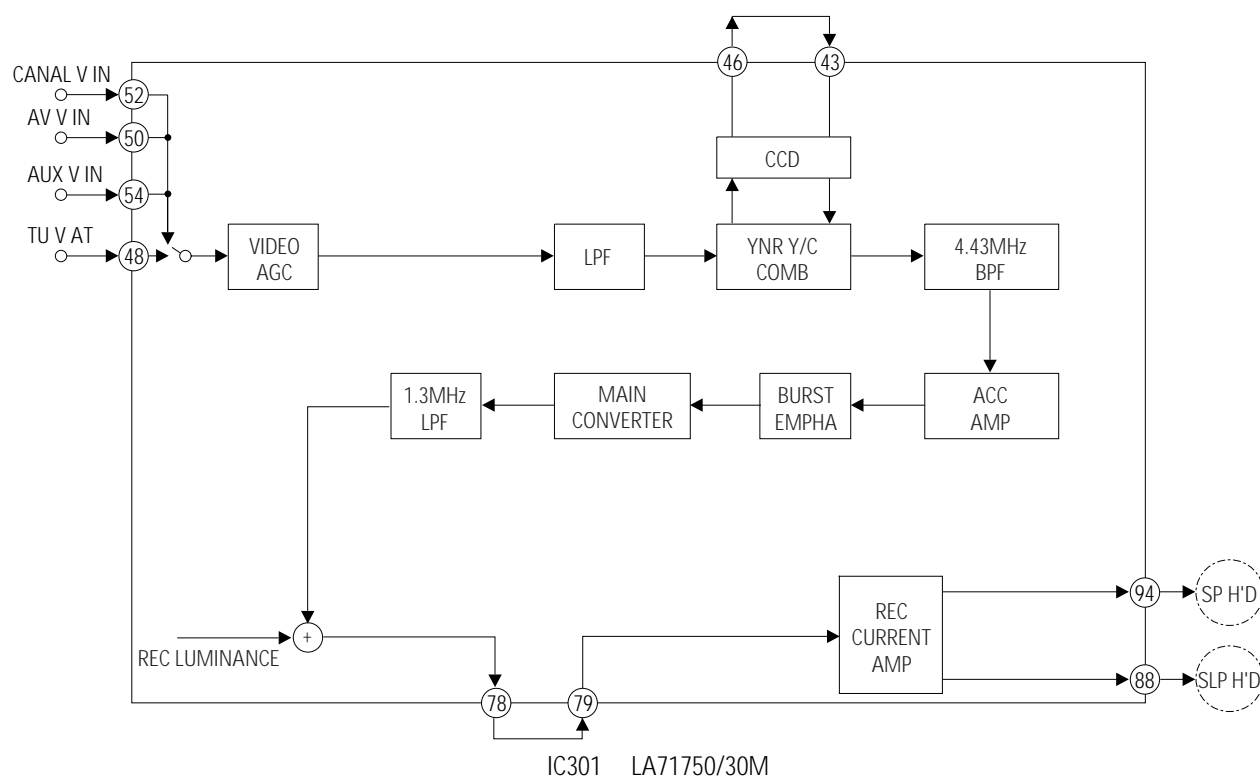 46
43
CANAL V IN
52
AV V IN
50
AUX V IN
54
TU V AT
48
CCD
VIDEO
AGC
LPF
YNR Y/C
COMB
4.43MHz
BPF
1.3MHz
LPF
MAIN
CONVERTER
BURST
EMPHA
ACC
AMP
REC LUMINANCE
+
REC
CURRENT
AMP
94
SP H'D
88
SLP H'D
78
79
IC301 LA71750/30M